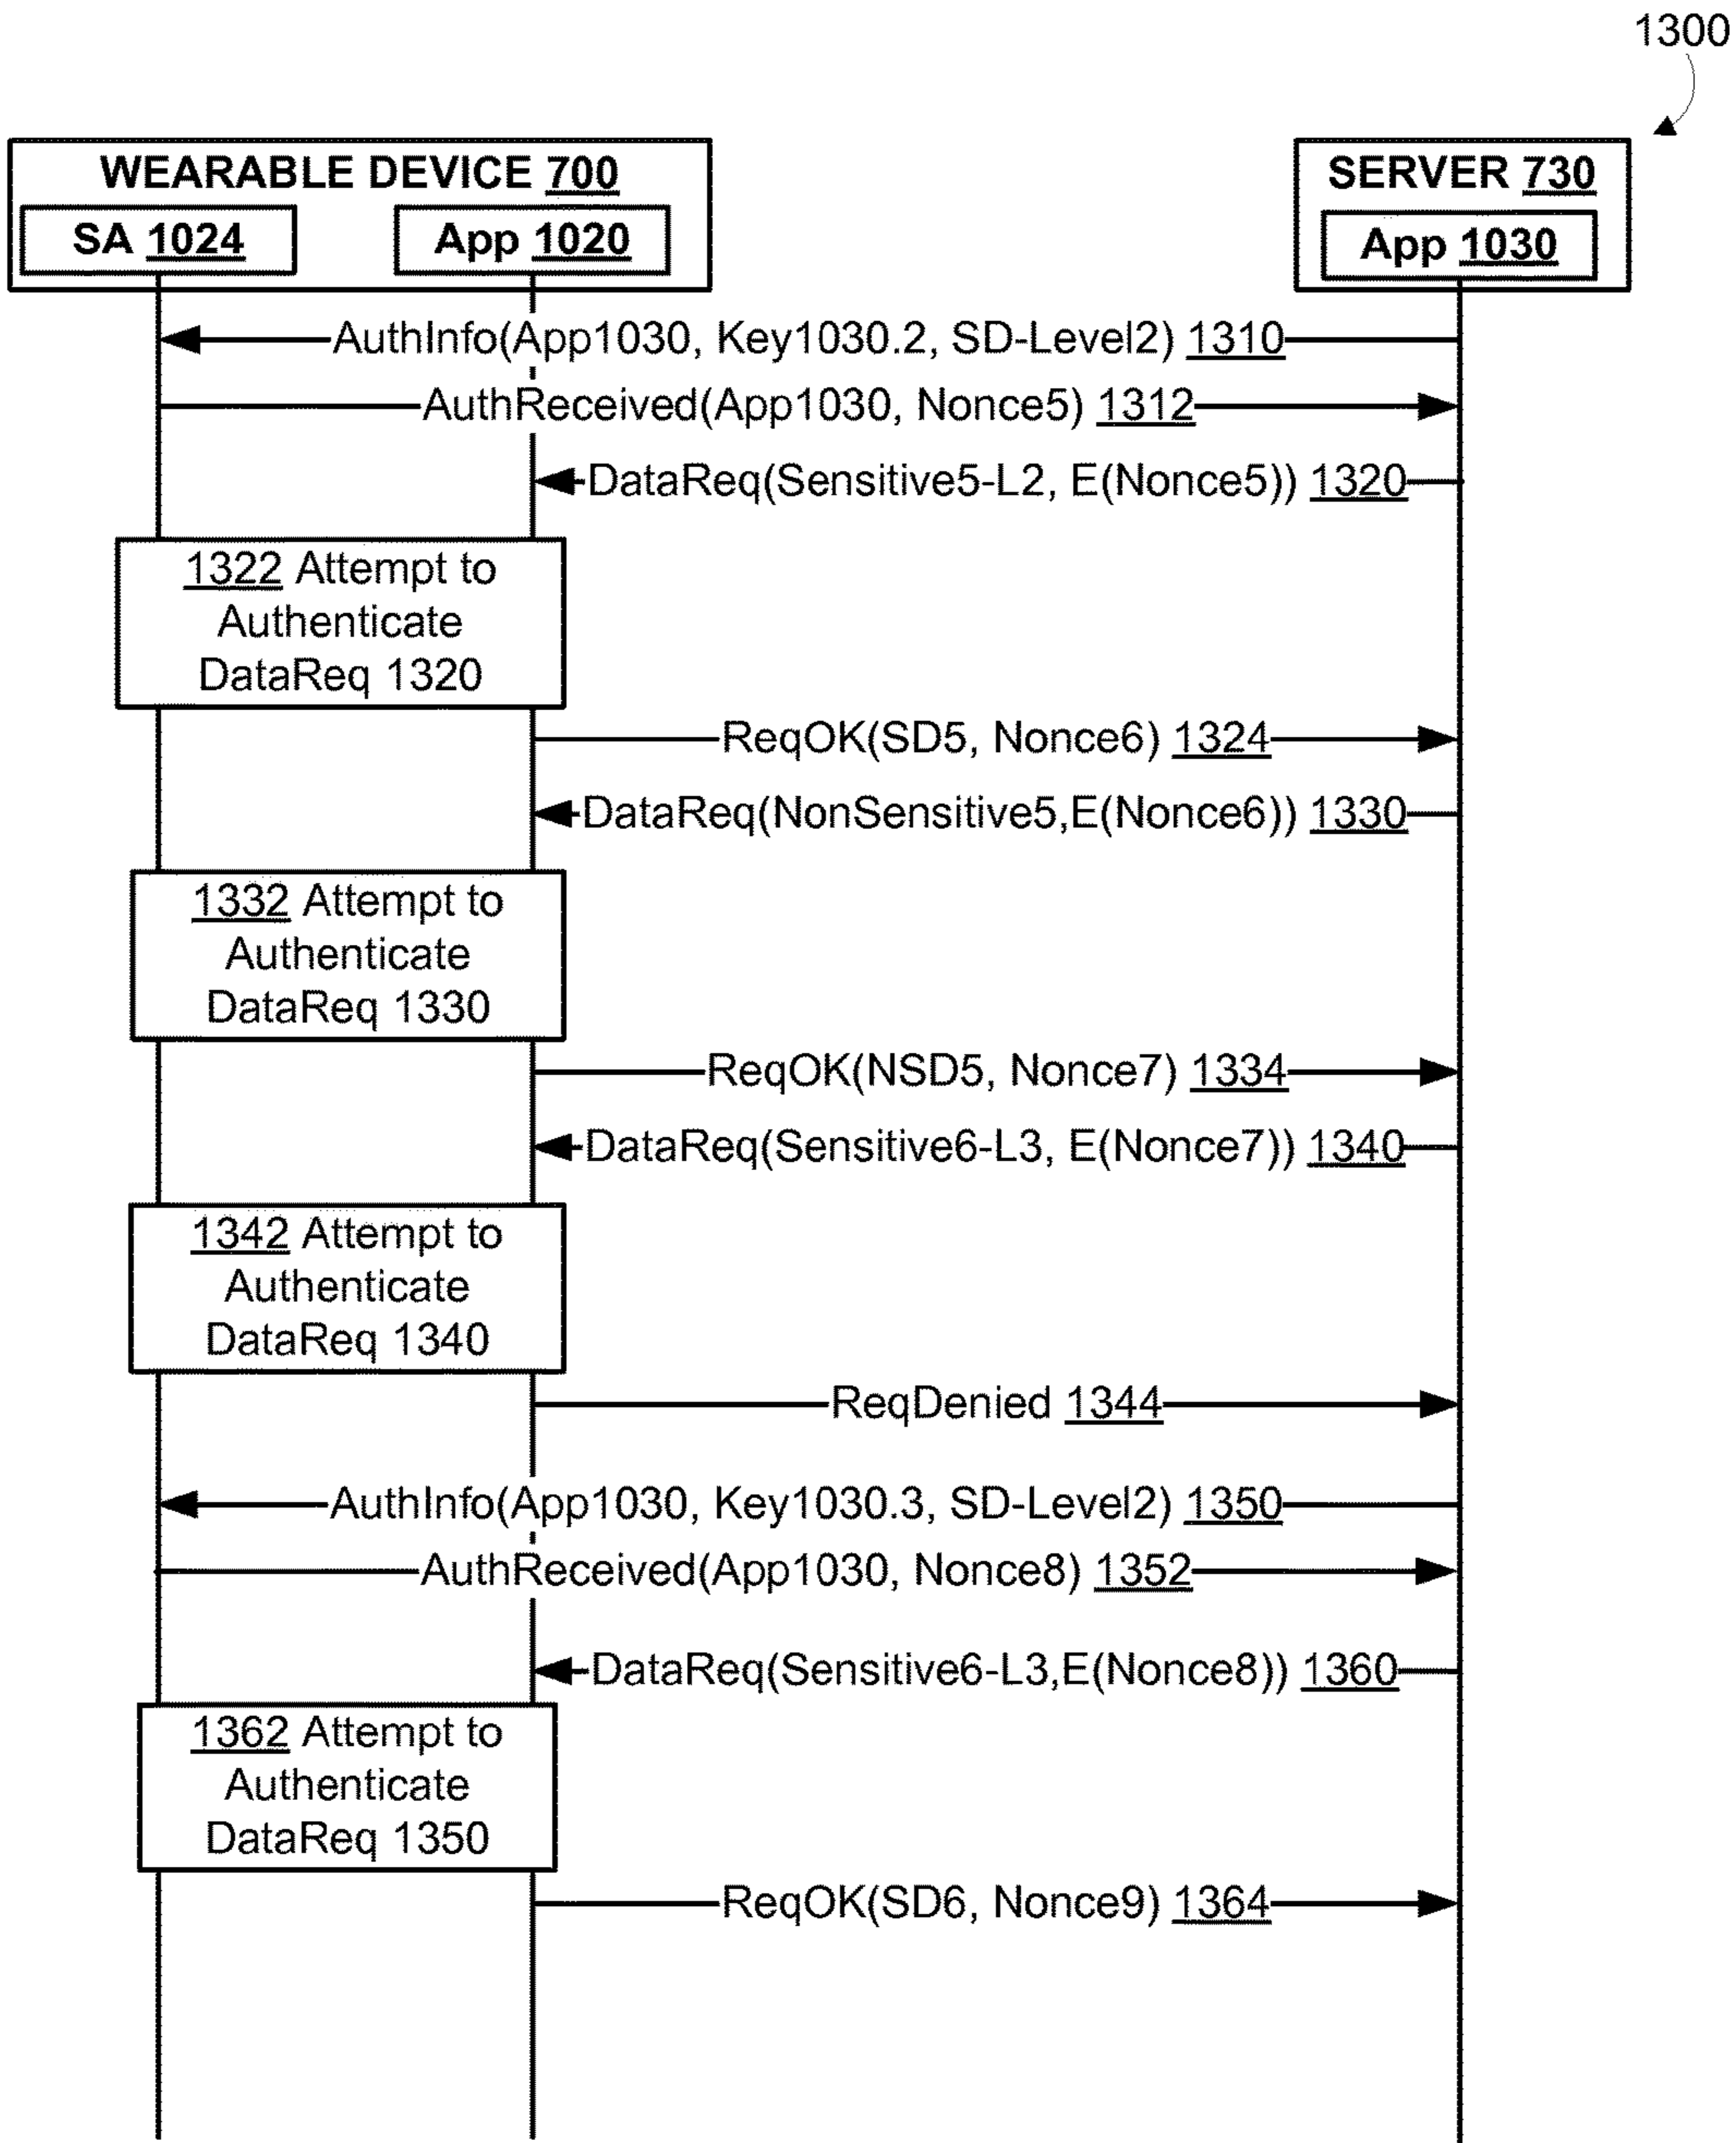 1300
WEARABLE DEVICE 700
SERVER 730
SA 1024
App 1020
App 1030
AuthInfo(App1030, Key1030.2, SD-Level2) 1310
AuthReceived(App1030, Nonce5) 1312
DataReq(Sensitive5-L2, E(Nonce5)) 1320
1322 Attempt to
Authenticate
DataReq 1320
ReqOK(SD5, Nonce6) 1324
DataReq(NonSensitive5,E(Nonce6)) 1330
1332 Attempt to
Authenticate
DataReq 1330
ReqOK(NSD5, Nonce7) 1334
DataReq(Sensitive6-L3, E(Nonce7)) 1340
1342 Attempt to
Authenticate
DataReq 1340
ReqDenied 1344
AuthInfo(App1030, Key1030.3, SD-Level2) 1350
AuthReceived(App1030, Nonce8) 1352
DataReq(Sensitive6-L3,E(Nonce8)) 1360
1362 Attempt to
Authenticate
DataReq 1350
ReqOK(SD6, Nonce9) 1364